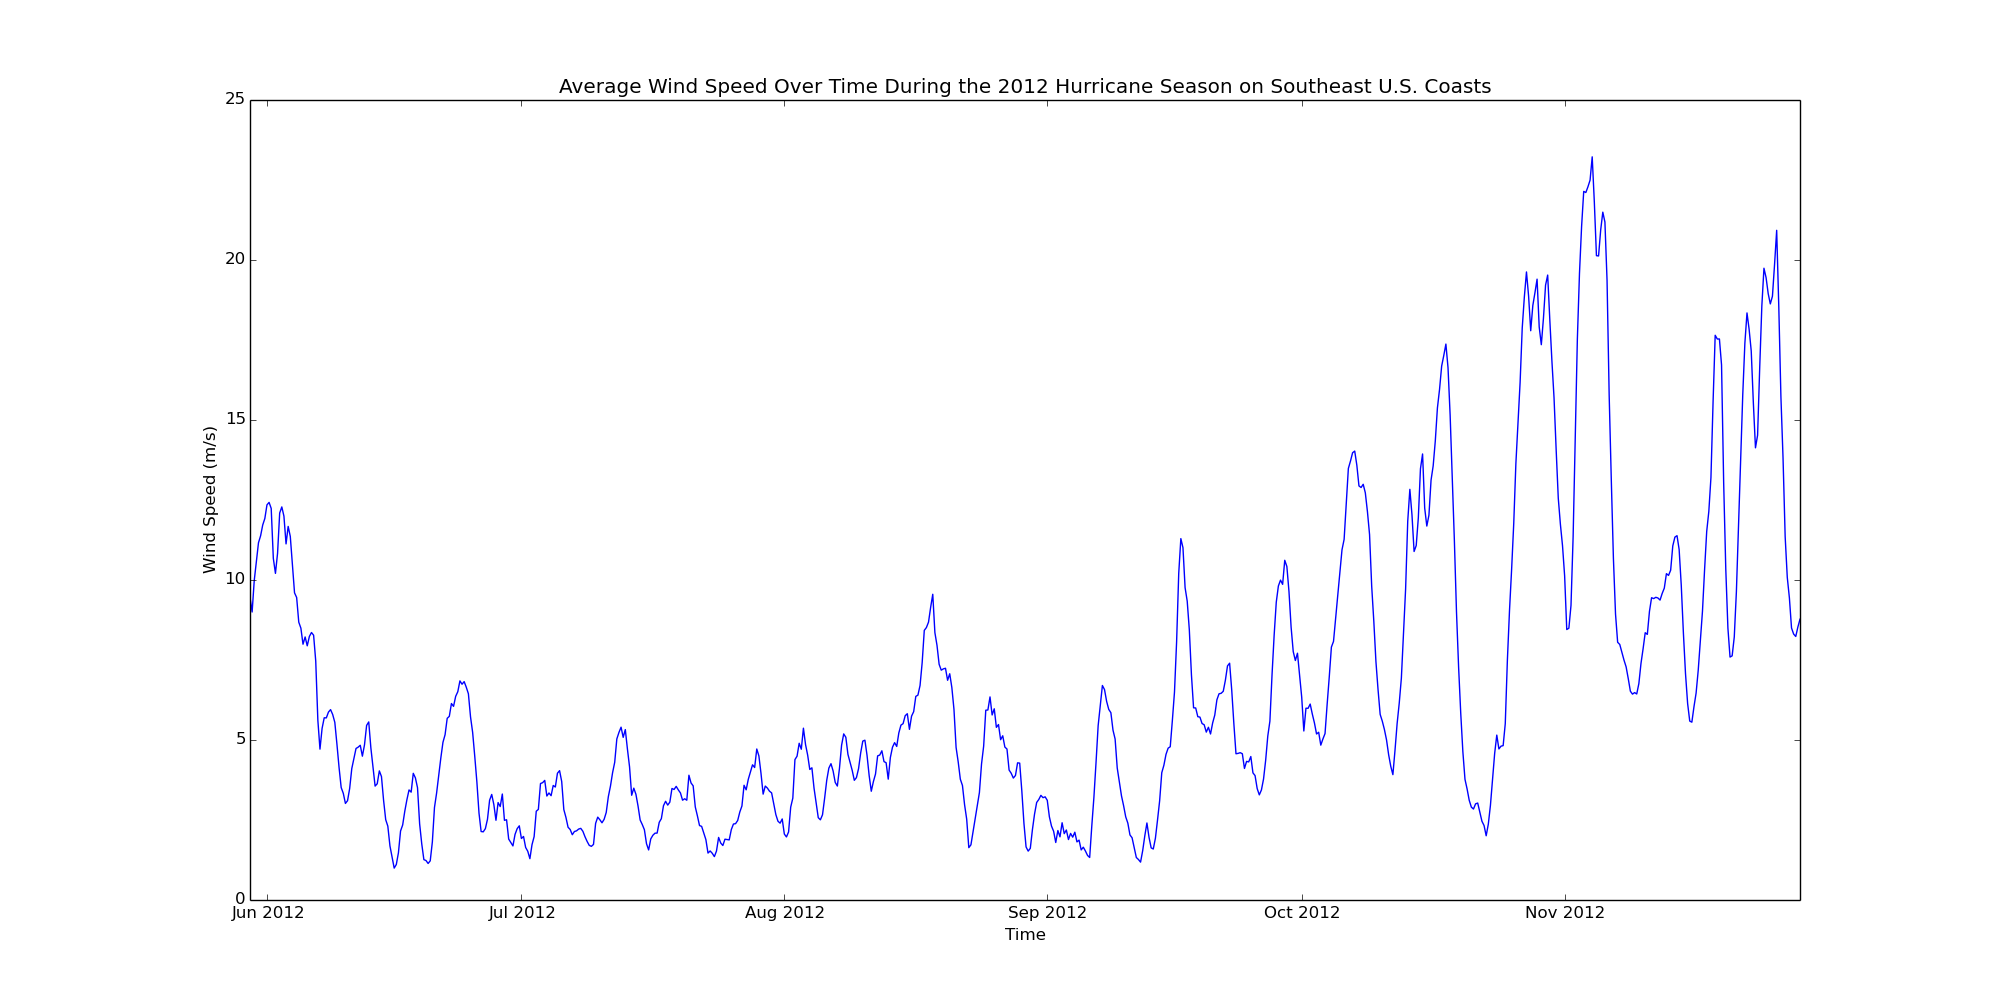 Average Wind Speed Over Time During the 2012 Hurricane Season on Southeast U.S. Coasts
25
20
15
10
5
0
Wind Speed (m/s)
Jun 2012 Jul 2012 Aug 2012 Sep 2012 Oct 2012 Nov 2012
Time